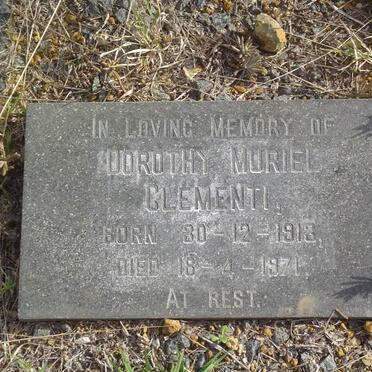 IN LOVING MEMORY OF
DOROTHY MURIEL
CLEMENTI,
BORN 30-12-1913,
DIED 18-4-1971.
AT REST.